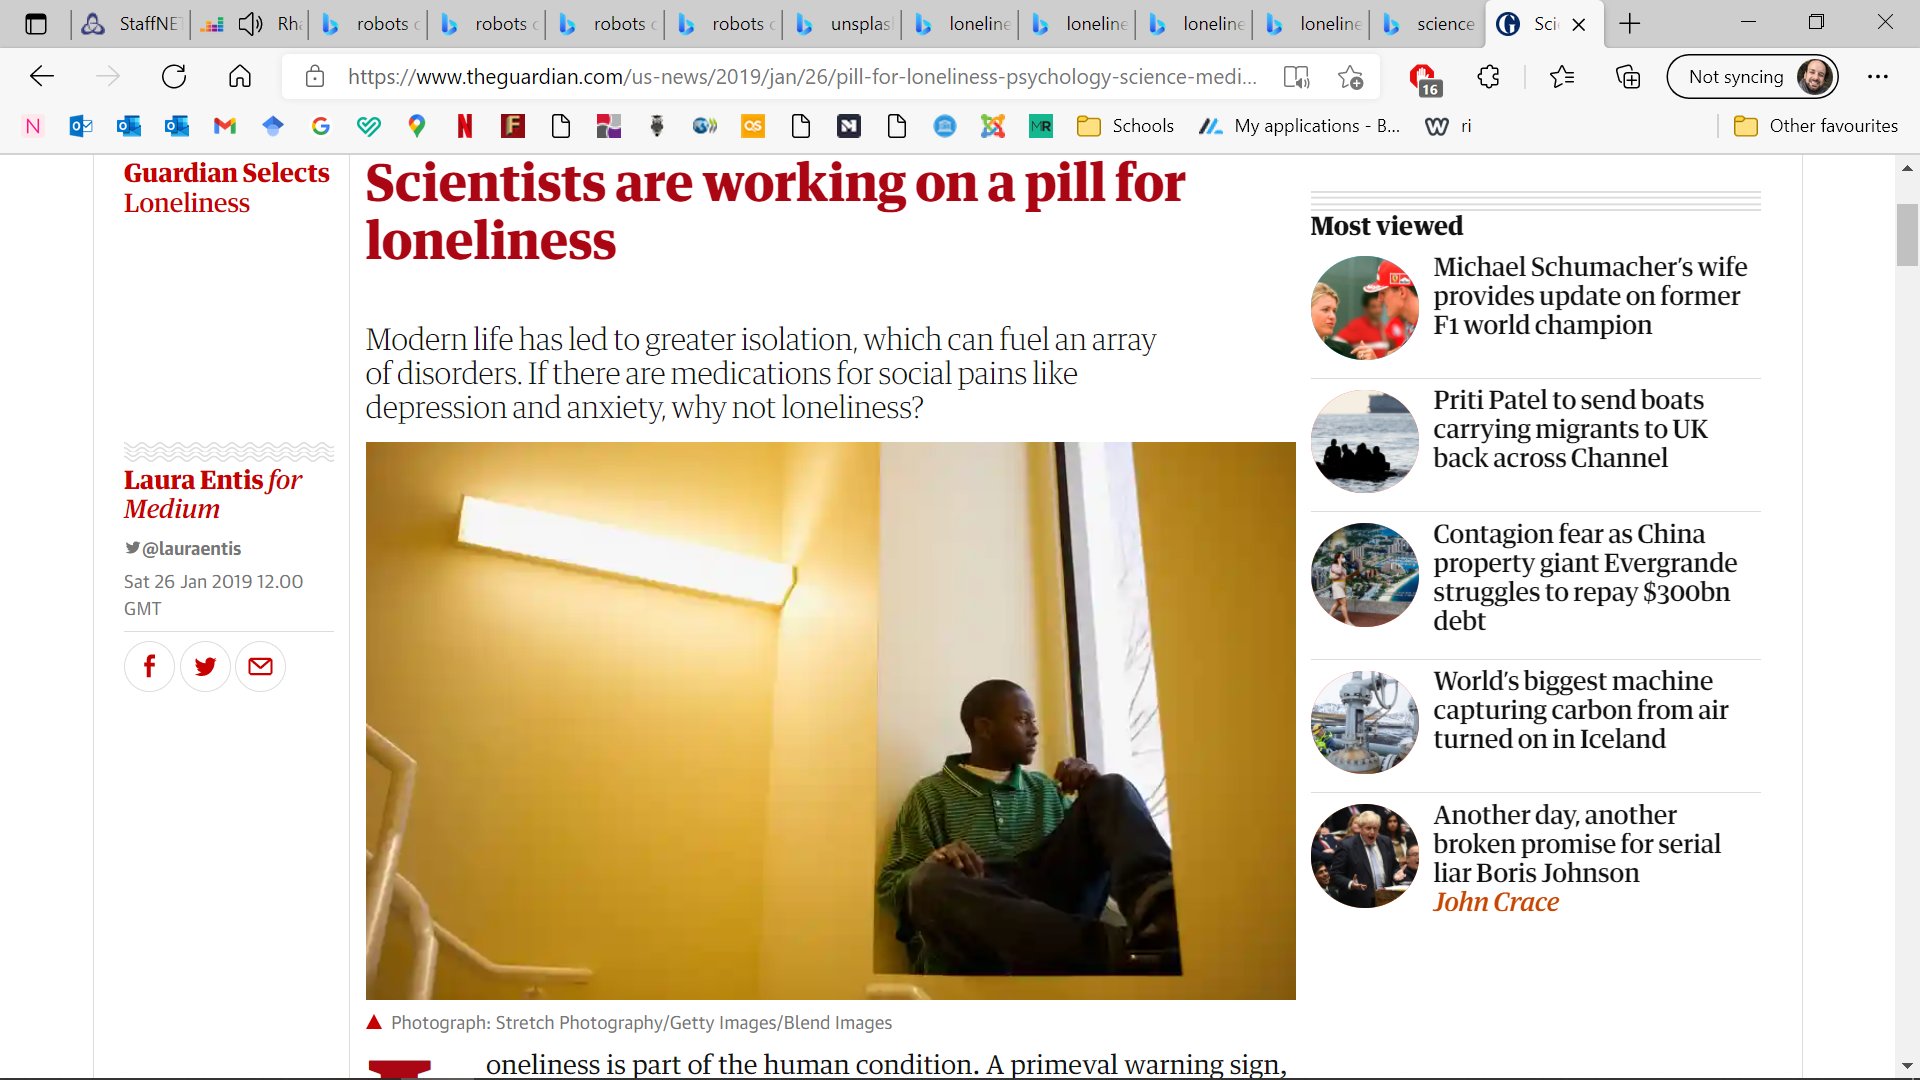 StaffNE
Rha
robots c
robots c
robots c
robots c
unsplas
loneline
loneline
loneline
loneline
science
Sci
https://www.theguardian.com/us-news/2019/jan/26/pill-for-loneliness-psychology-science-medi...
16
Not syncing
N
Schools
My applications - B...
ri
Other favourites
Guardian Selects
Loneliness
Scientists are working on a pill for
loneliness
Modern life has led to greater isolation, which can fuel an array
of disorders. If there are medications for social pains like
depression and anxiety, why not loneliness?
Laura Entis for
Medium
@lauraentis
Sat 26 Jan 2019 12.00
GMT
Photograph: Stretch Photography/Getty Images/Blend Images
oneliness is part of the human condition. A primeval warning sign,
Most viewed
Michael Schumacher's wife
provides update on former
F1 world champion
Priti Patel to send boats
carrying migrants to UK
back across Channel
Contagion fear as China
property giant Evergrande
struggles to repay $300bn
debt
World's biggest machine
capturing carbon from air
turned on in Iceland
Another day, another
broken promise for serial
liar Boris Johnson
John Crace